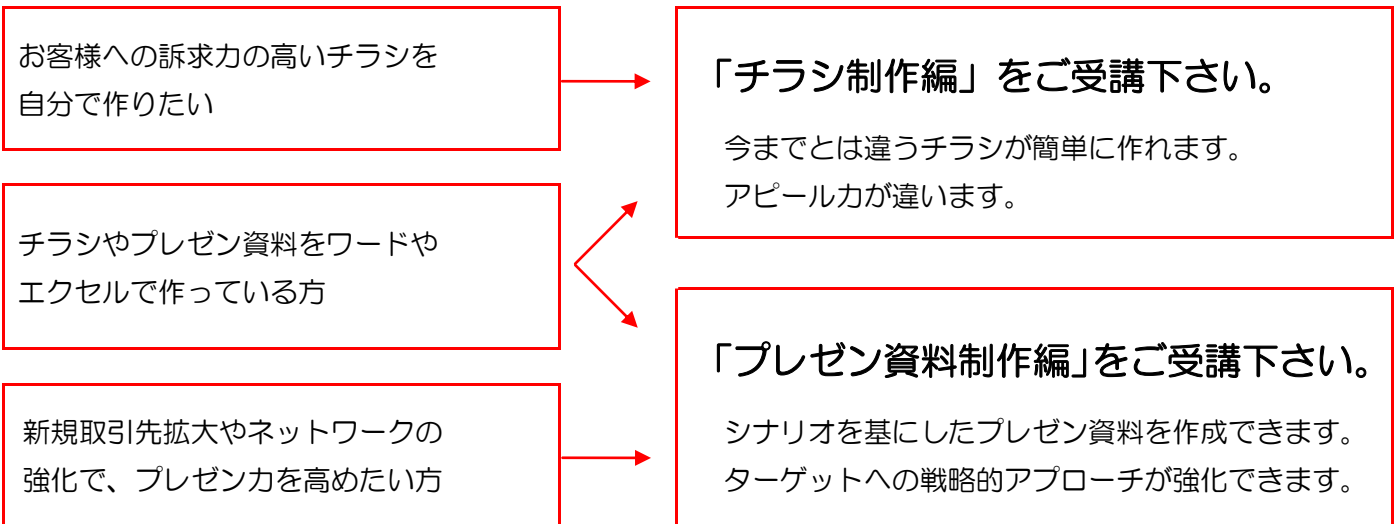 お客様への訴求力の高いチラシを
自分で作りたい
チラシやプレゼン資料をワードや
エクセルで作っている方
新規取引先拡大やネットワークの
強化で、プレゼン力を高めたい方
「チラシ制作編」をご受講下さい。
今までとは違うチラシが簡単に作れます。
アピール力が違います。
「プレゼン資料制作編」をご受講下さい。
シナリオを基にしたプレゼン資料を作成できます。
ターゲットへの戦略的アプローチが強化できます。